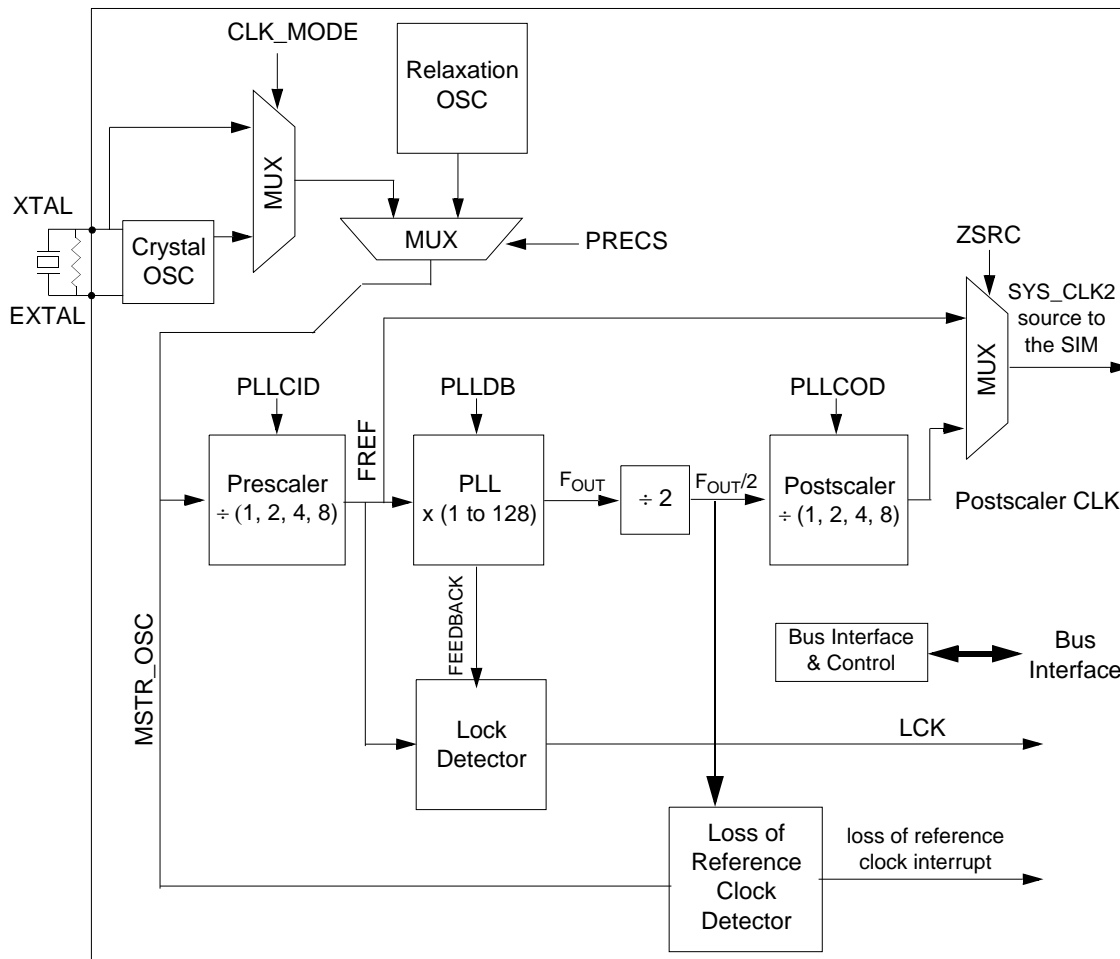 CLK_MODE
Relaxation
OSC
MUX
XTAL
Crystal
OSC
EXTAL
MUX
PRECS
ZSRC
MUX
SYS_CLK2
source to
the SIM
PLLCID
PLLDB
PLLCOD
FREF
Prescaler
÷ (1, 2, 4, 8)
PLL
x (1 to 128)
FOUT
÷ 2
FOUT/2
Postscaler
÷ (1, 2, 4, 8)
Postscaler CLK
MSTR_OSC
FEEDBACK
Bus Interface
& Control
Bus
Interface
Lock
Detector
LCK
Loss of
Reference
Clock
Detector
loss of reference
clock interrupt